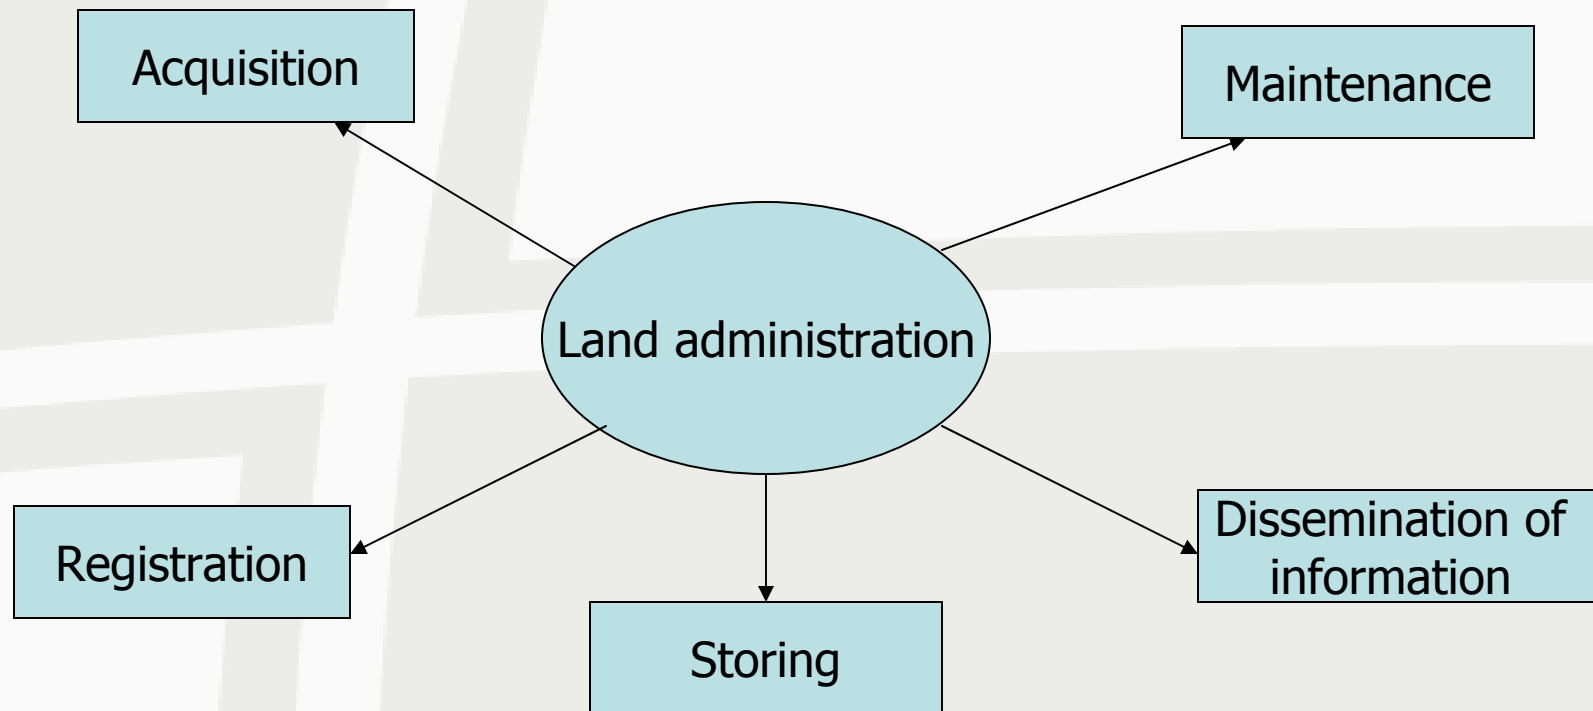 Acquisition
Maintenance
Land administration
Registration
Dissemination of
information
Storing